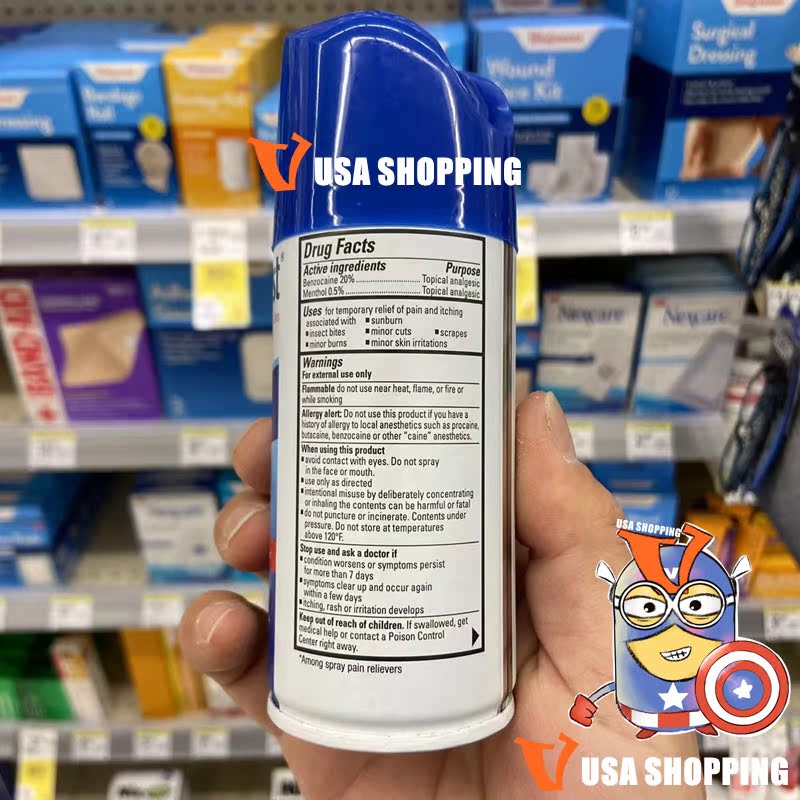 Surgical
Dressing
Wound
Care Kit
Bandage
Roll
V USA SHOPPING
BAND-AID
Nexcare
Nexcare
Drug Facts
Active ingredients Purpose
Benzocaine 20% Topical analgesic
Menthol 0.5% Topical analgesic
Uses for temporary relief of pain and itching
associated with ▪ sunburn
▪ insect bites ▪ minor cuts ▪ scrapes
▪ minor burns ▪ minor skin irritations
Warnings
For external use only
Flammable do not use near heat, flame, or fire or
while smoking
Allergy alert: Do not use this product if you have a
history of allergy to local anesthetics such as procaine,
butacaine, benzocaine or other "caine" anesthetics.
When using this product
▪ avoid contact with eyes. Do not spray
in the face or mouth.
▪ use only as directed
▪ intentional misuse by deliberately concentrating
or inhaling the contents can be harmful or fatal
▪ do not puncture or incinerate. Contents under
pressure. Do not store at temperatures
above 120°F.
Stop use and ask a doctor if
▪ condition worsens or symptoms persist
for more than 7 days
▪ symptoms clear up and occur again
within a few days
▪ itching, rash or irritation develops
Keep out of reach of children. If swallowed, get
medical help or contact a Poison Control
Center right away.
*Among spray pain relievers
USA SHOPPING
V
V USA SHOPPING